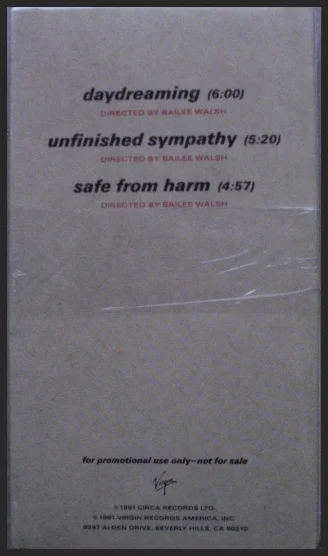 daydreaming (6:00)
DIRECTED BY BAILEE WALSH
unfinished sympathy (5:20)
DIRECTED BY BAILEE WALSH
safe from harm (4:57)
DIRECTED BY BAILEE WALSH
for promotional use only—not for sale
Virgin
©1991 CIRCA RECORDS LTD.
©1991 VIRGIN RECORDS AMERICA, INC
9247 ALDEN DRIVE, BEVERLY HILLS, CA 90210